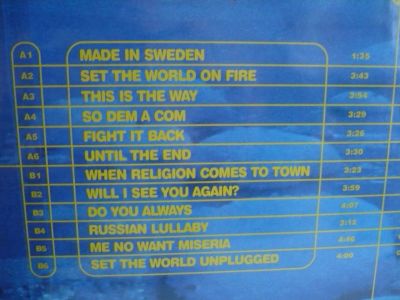 A1 MADE IN SWEDEN 1:35
A2 SET THE WORLD ON FIRE 3:43
A3 THIS IS THE WAY 3:54
A4 SO DEM A COM 3:29
A5 FIGHT IT BACK 3:26
A6 UNTIL THE END 3:30
B1 WHEN RELIGION COMES TO TOWN 3:23
B2 WILL I SEE YOU AGAIN? 3:59
B3 DO YOU ALWAYS 4:07
B4 RUSSIAN LULLABY 3:12
B5 ME NO WANT MISERIA
B6 SET THE WORLD UNPLUGGED 4:00